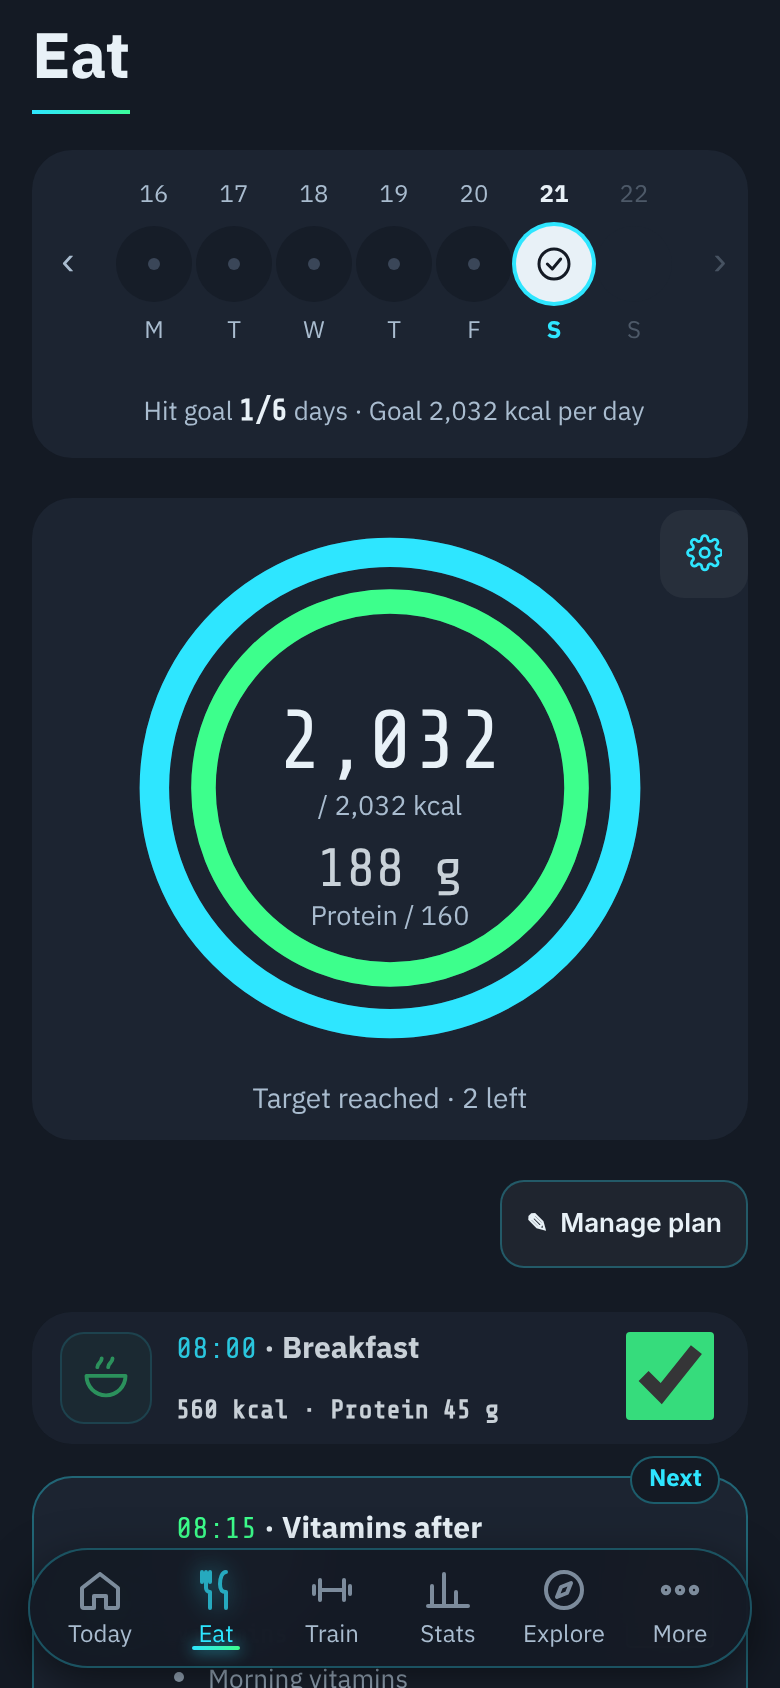 Eat
16 17 18 19 20 21 22
M T W T F S S
Hit goal 1/6 days · Goal 2,032 kcal per day
2,032
/ 2,032 kcal
188 g
Protein / 160
Target reached · 2 left
✎ Manage plan
08:00 · Breakfast
560 kcal · Protein 45 g
Next
08:15 · Vitamins after
Morning vitamins
Today Eat Train Stats Explore More